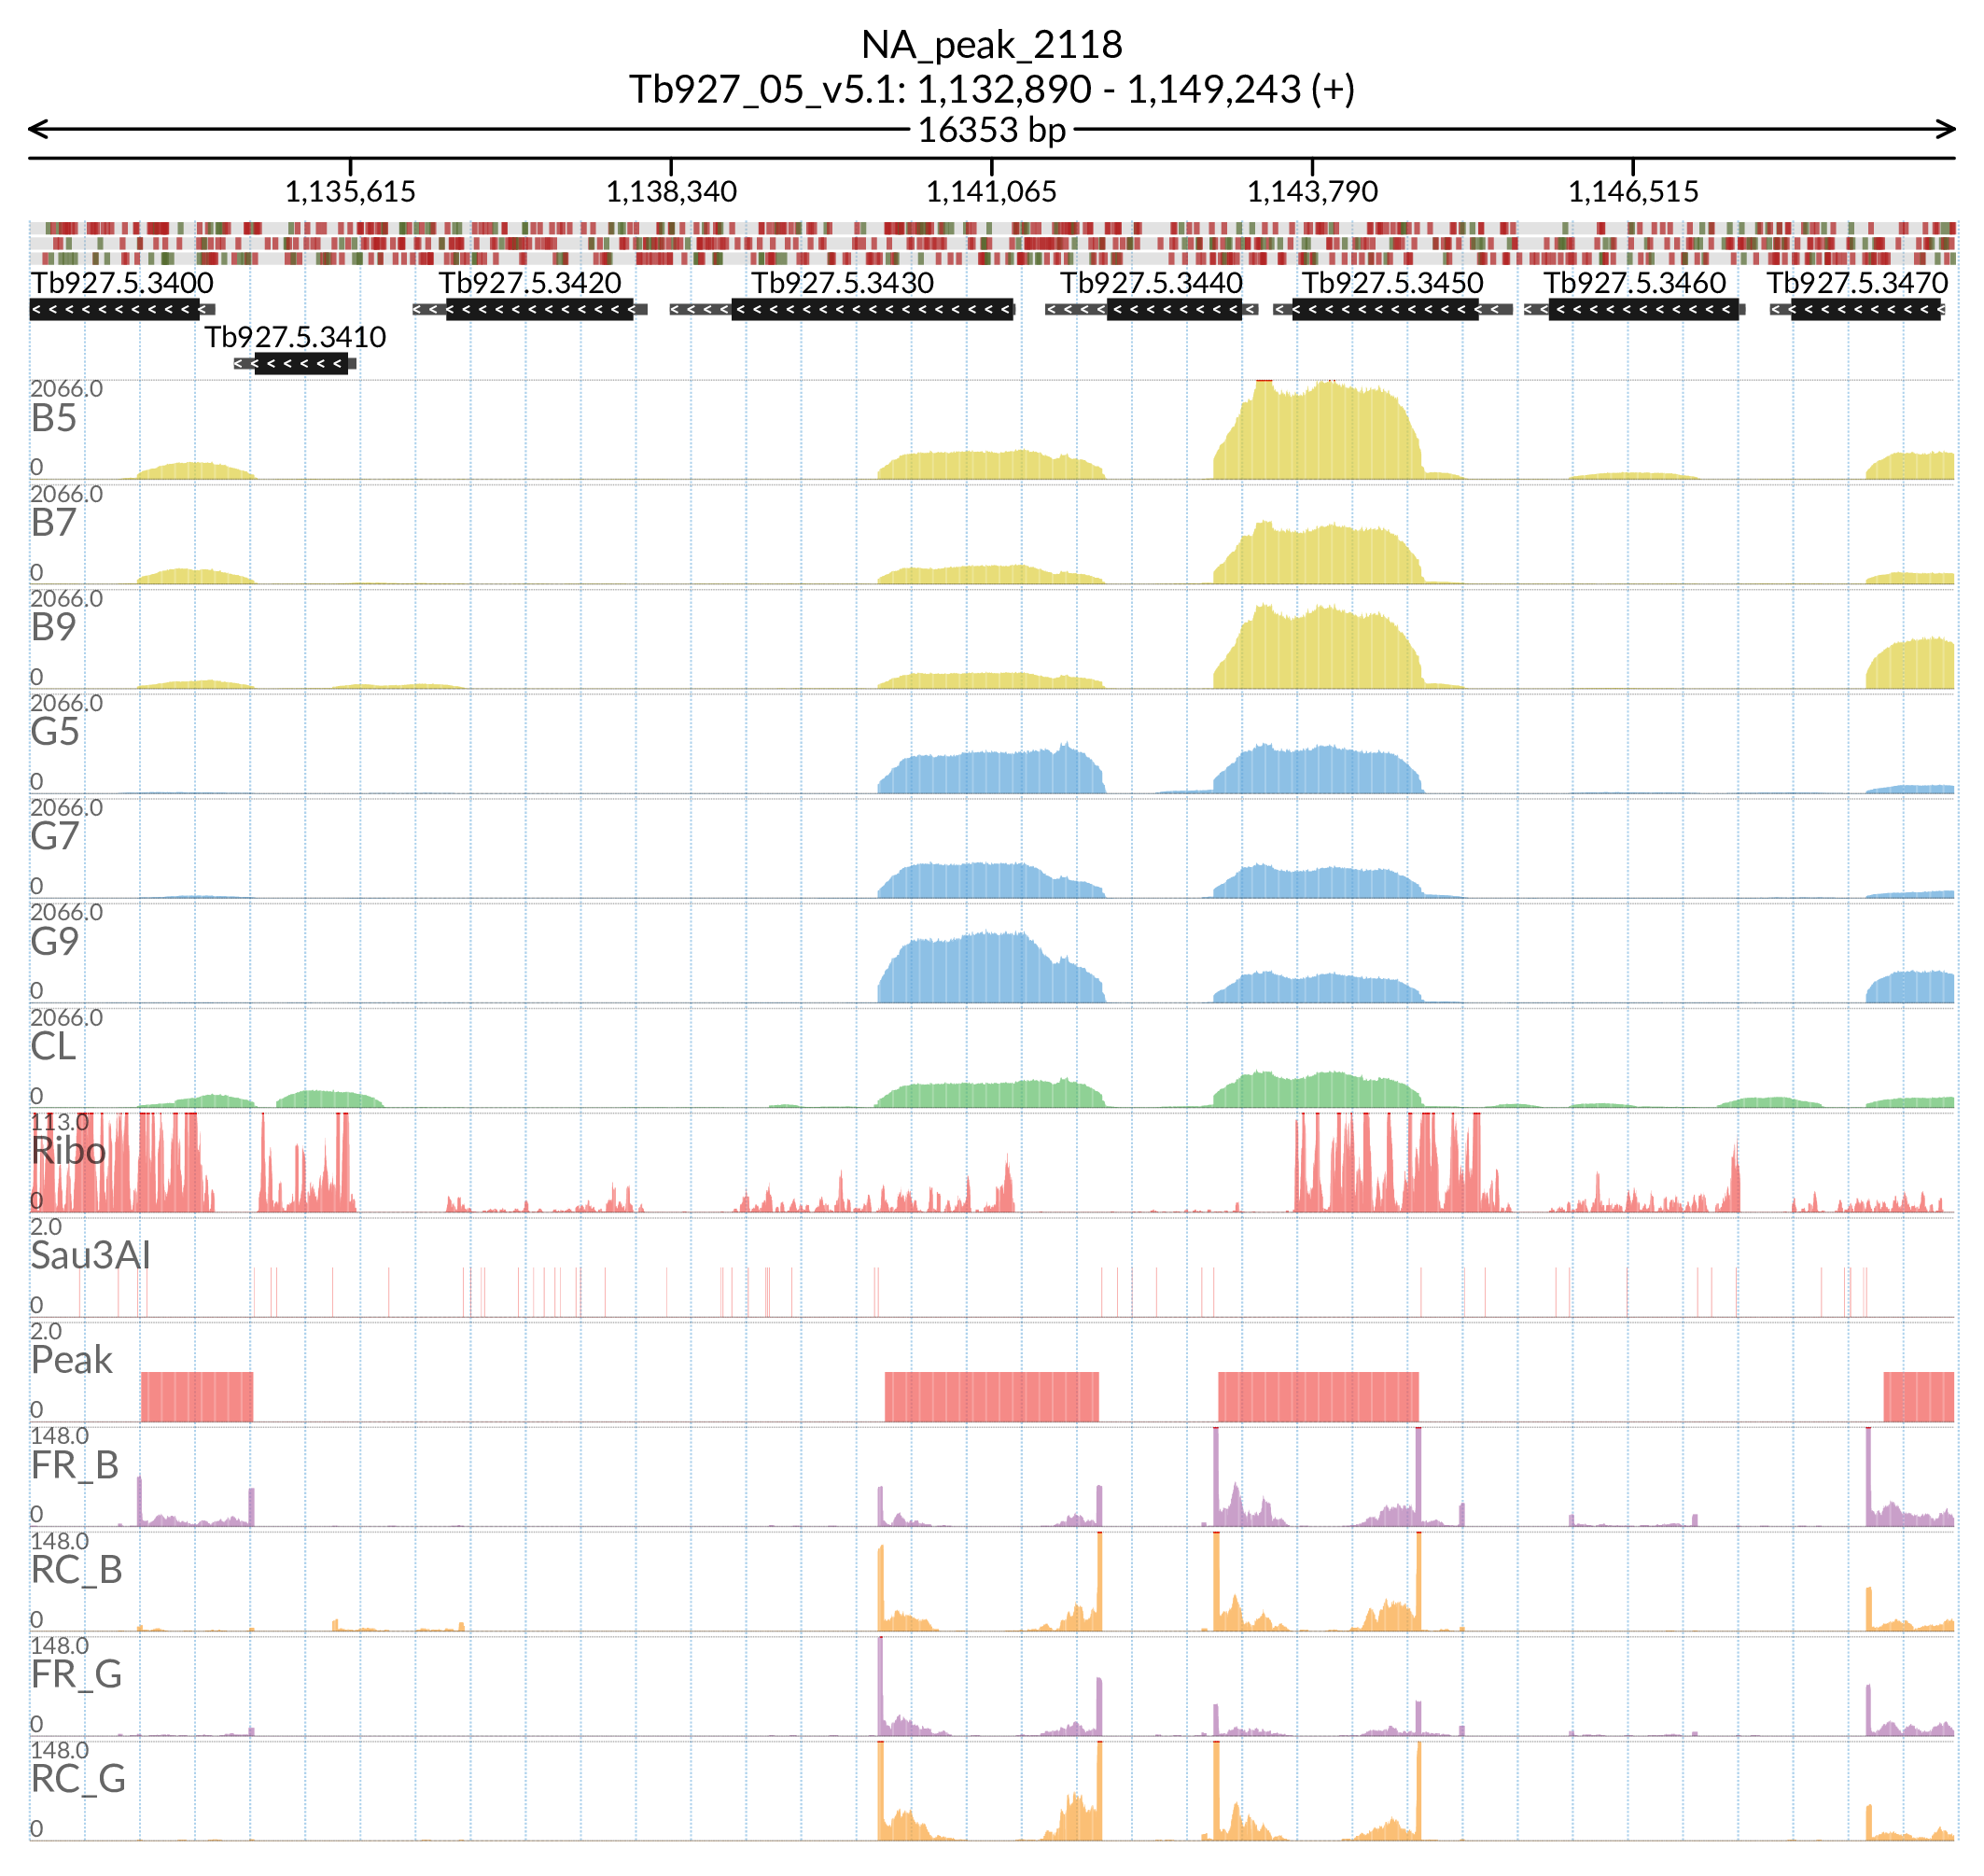 NA_peak_2118
Tb927_05_v5.1: 1,132,890 - 1,149,243 (+)
16353 bp
1,135,615 1,138,340 1,141,065 1,143,790 1,146,515
Tb927.5.3400 Tb927.5.3420 Tb927.5.3430 Tb927.5.3440 Tb927.5.3450 Tb927.5.3460 Tb927.5.3470
Tb927.5.3410
2066.0
B5
0
2066.0
B7
0
2066.0
B9
0
2066.0
G5
0
2066.0
G7
0
2066.0
G9
0
2066.0
CL
0
113.0
Ribo
0
2.0
Sau3AI
0
2.0
Peak
0
148.0
FR_B
0
148.0
RC_B
0
148.0
FR_G
0
148.0
RC_G
0